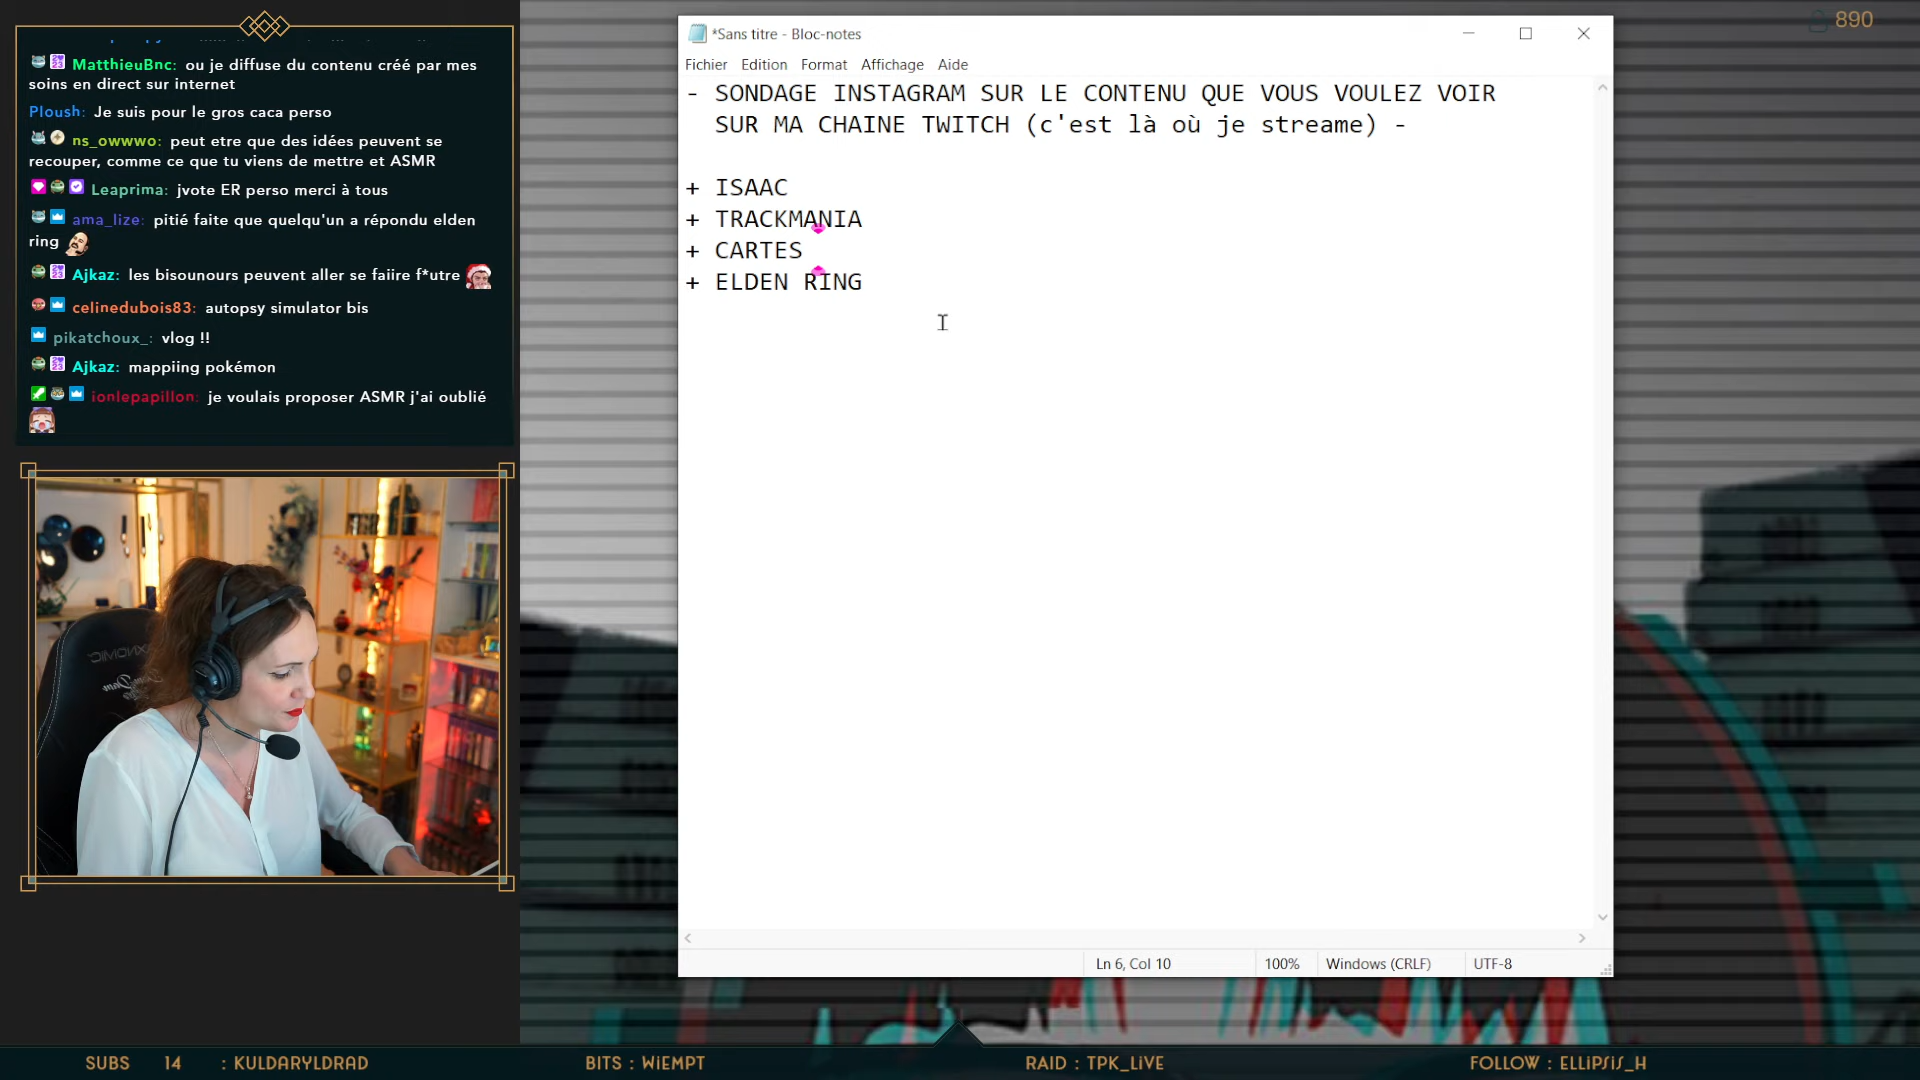 MatthieuBnc: ou je diffuse du contenu créé par mes
soins en direct sur internet
Ploush: Je suis pour le gros caca perso
ns_owwwo: peut etre que des idées peuvent se
recouper, comme ce que tu viens de mettre et ASMR
Leaprima: jvote ER perso merci à tous
ama_lize: pitié faite que quelqu'un a répondu elden
ring
Ajkaz: les bisounours peuvent aller se faiire f*utre
celinedubois83: autopsy simulator bis
pikatchoux_: vlog !!
Ajkaz: mappiing pokémon
ionlepapillon: je voulais proposer ASMR j'ai oublié
*Sans titre - Bloc-notes
Fichier Edition Format Affichage Aide
- SONDAGE INSTAGRAM SUR LE CONTENU QUE VOUS VOULEZ VOIR
SUR MA CHAINE TWITCH (c'est là où je streame) -
+ ISAAC
+ TRACKMANIA
+ CARTES
+ ELDEN RING
Ln 6, Col 10 100% Windows (CRLF) UTF-8
890
SUBS 14 : KULDARYLDRAD BITS : WIEMPT RAID : TPK_LIVE FOLLOW : ELLIPSIS_H